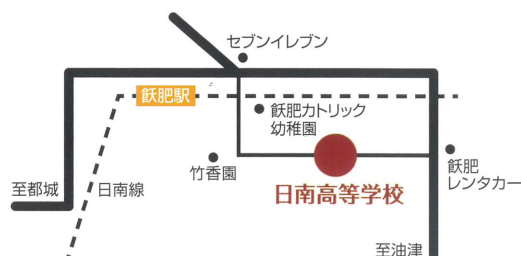 セブンイレブン
飫肥駅
飫肥カトリック
幼稚園
竹香園
飫肥
レンタカー
至都城
日南線
日南高等学校
至油津